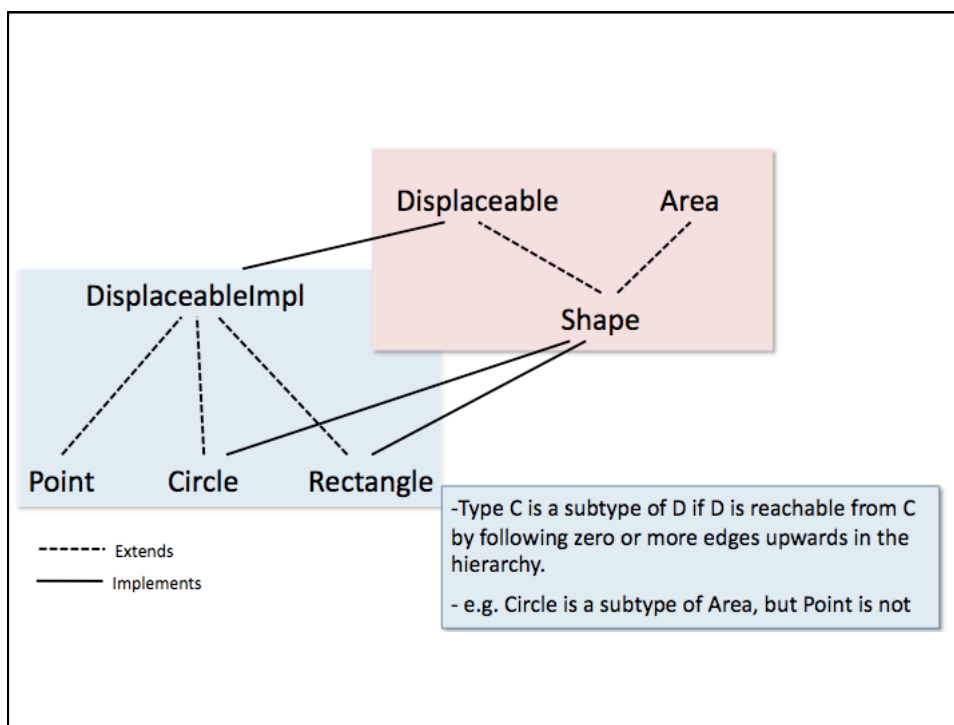 Displaceable
Area
DisplaceableImpl
Shape
Point
Circle
Rectangle
-Type C is a subtype of D if D is reachable from C
by following zero or more edges upwards in the
hierarchy.
- e.g. Circle is a subtype of Area, but Point is not
Extends
Implements